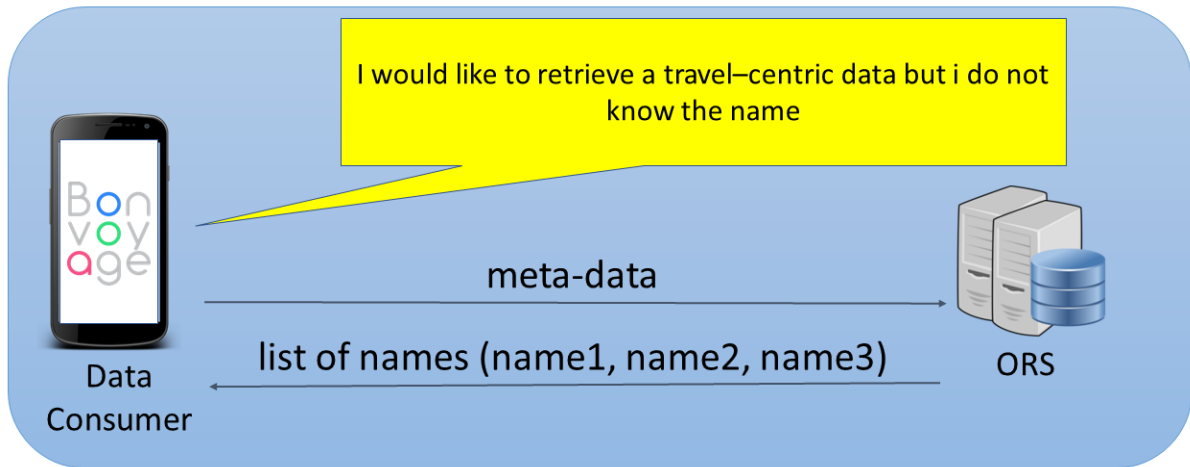 I would like to retrieve a travel–centric data but i do not
know the name
Bon
voy
age
meta-data
list of names (name1, name2, name3)
Data
Consumer
ORS